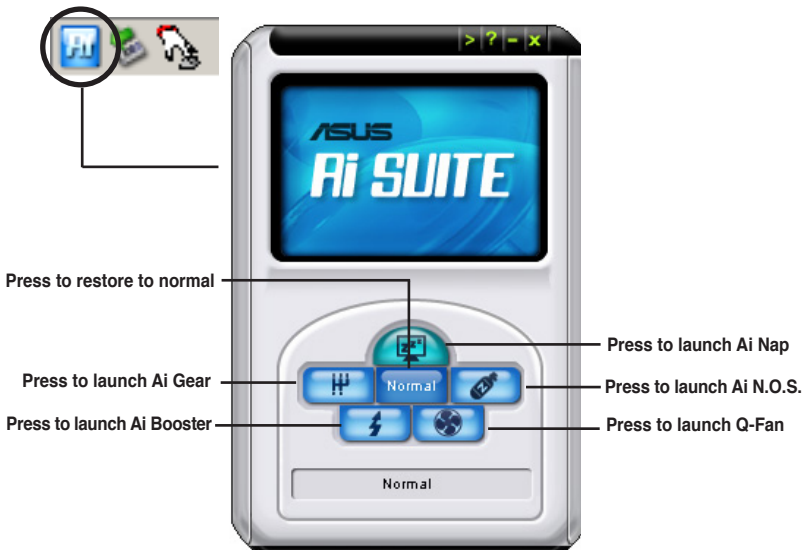 > ? - x
ASUS
Ai SUITE
Press to restore to normal
Press to launch Ai Nap
Press to launch Ai Gear
Normal
Press to launch Ai N.O.S.
Press to launch Ai Booster
Press to launch Q-Fan
Normal